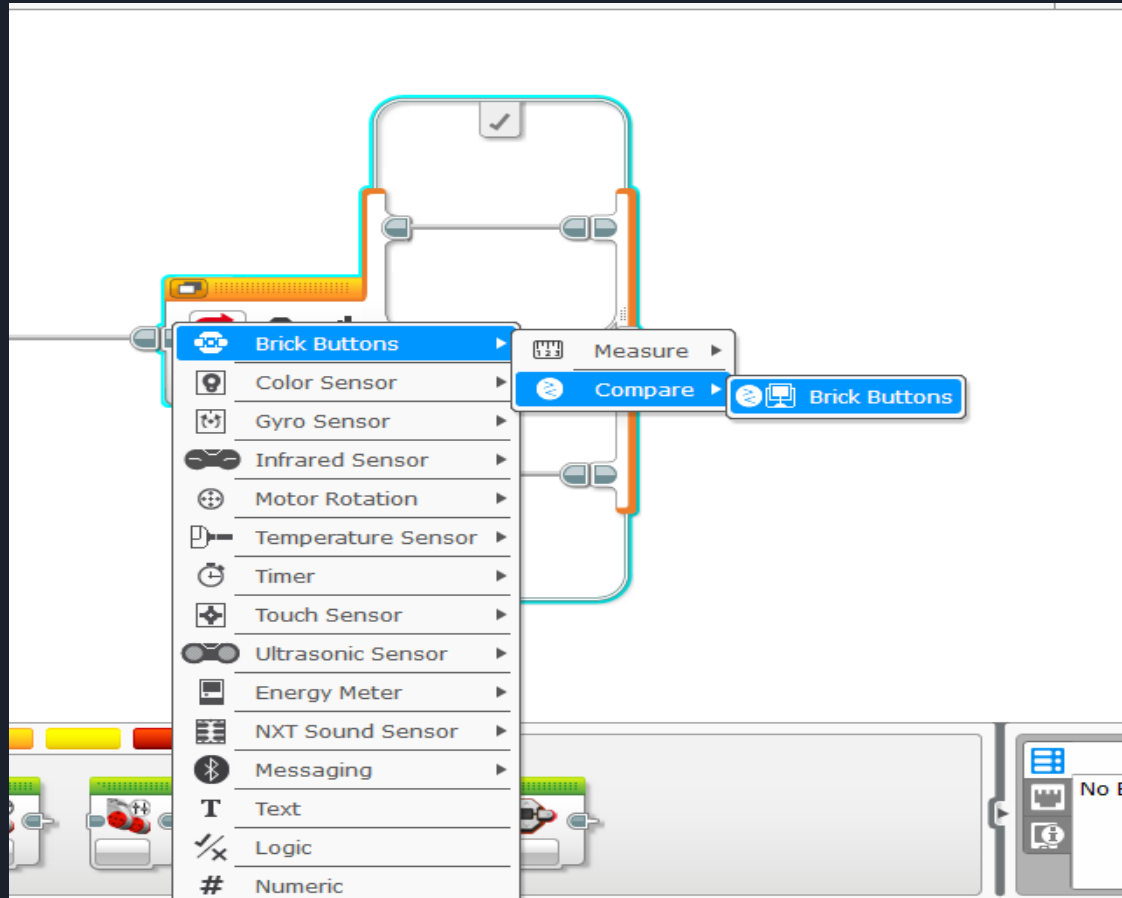 Brick Buttons
Color Sensor
Gyro Sensor
Infrared Sensor
Motor Rotation
Temperature Sensor
Timer
Touch Sensor
Ultrasonic Sensor
Energy Meter
NXT Sound Sensor
Messaging
T Text
Logic
# Numeric
Measure
Compare
Brick Buttons
No